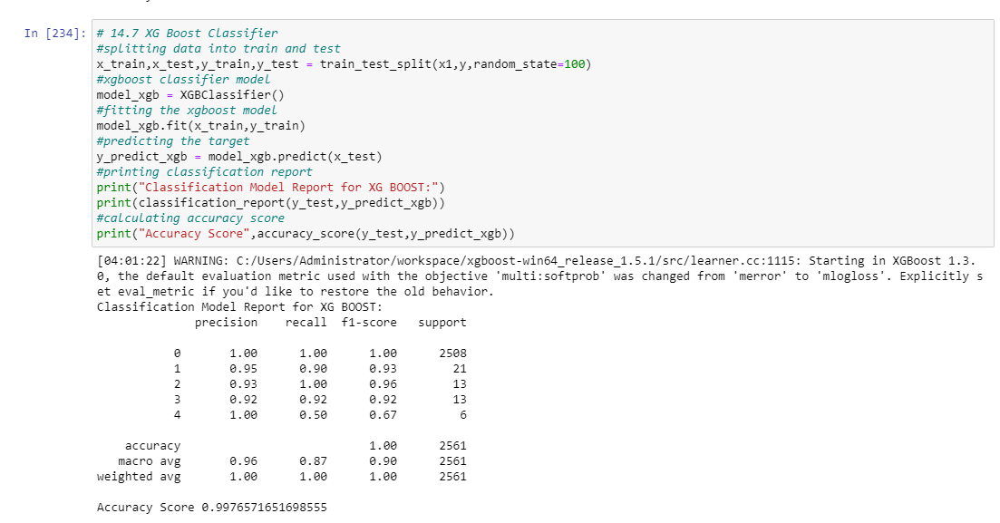 In [234]: # 14.7 XG Boost Classifier
#splitting data into train and test
x_train,x_test,y_train,y_test = train_test_split(x1,y,random_state=100)
#xgboost classifier model
model_xgb = XGBClassifier()
#fitting the xgboost model
model_xgb.fit(x_train,y_train)
#predicting the target
y_predict_xgb = model_xgb.predict(x_test)
#printing classification report
print("Classification Model Report for XG BOOST:")
print(classification_report(y_test,y_predict_xgb))
#calculating accuracy score
print("Accuracy Score",accuracy_score(y_test,y_predict_xgb))
[04:01:22] WARNING: C:/Users/Administrator/workspace/xgboost-win64_release_1.5.1/src/learner.cc:1115: Starting in XGBoost 1.3.
0, the default evaluation metric used with the objective 'multi:softprob' was changed from 'merror' to 'mlogloss'. Explicitly s
et eval_metric if you'd like to restore the old behavior.
Classification Model Report for XG BOOST:
precision recall f1-score support
0 1.00 1.00 1.00 2508
1 0.95 0.90 0.93 21
2 0.93 1.00 0.96 13
3 0.92 0.92 0.92 13
4 1.00 0.50 0.67 6
accuracy 1.00 2561
macro avg 0.96 0.87 0.90 2561
weighted avg 1.00 1.00 1.00 2561
Accuracy Score 0.9976571651698555